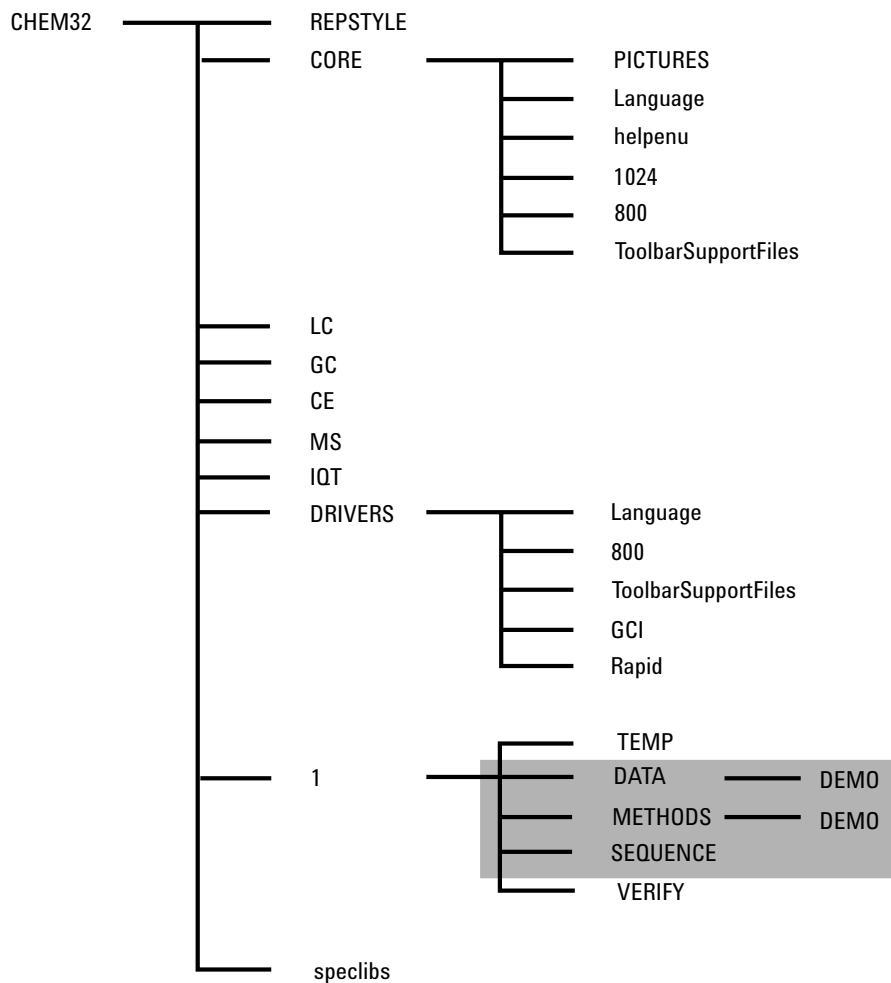 CHEM32
REPSTYLE
CORE
PICTURES
Language
helpenu
1024
800
ToolbarSupportFiles
LC
GC
CE
MS
IQT
DRIVERS
Language
800
ToolbarSupportFiles
GCI
Rapid
1
TEMP
DATA
DEMO
METHODS
DEMO
SEQUENCE
VERIFY
speclibs